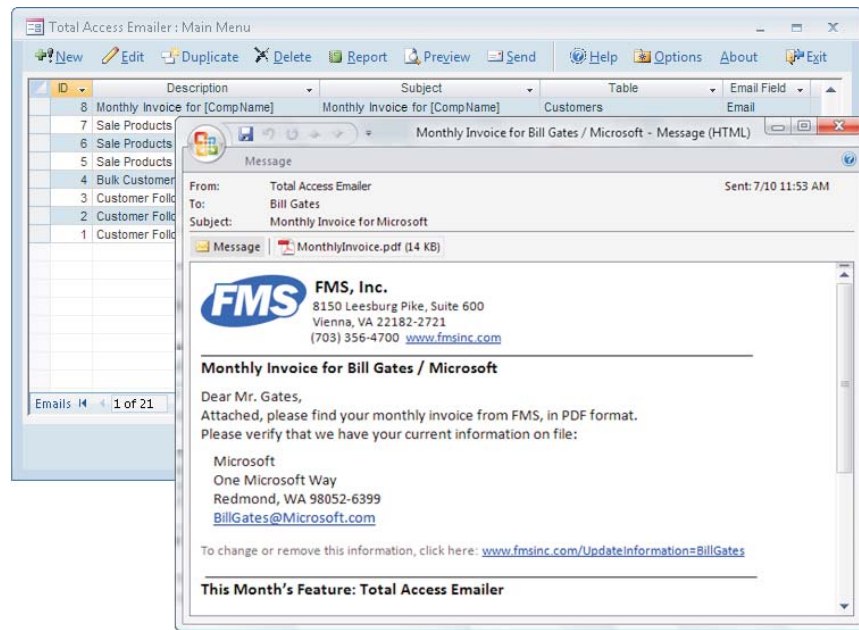 Total Access Emailer : Main Menu
New Edit Duplicate Delete Report Preview Send Help Options About Exit
ID Description Subject Table Email Field
8 Monthly Invoice for [CompName] Monthly Invoice for [CompName] Customers Email
7 Sale Products
6 Sale Products
5 Sale Products
4 Bulk Customer
3 Customer Follo
2 Customer Follo
1 Customer Follo
Emails 1 of 21
Monthly Invoice for Bill Gates / Microsoft - Message (HTML)
Message
From: Total Access Emailer Sent: 7/10 11:53 AM
To: Bill Gates
Subject: Monthly Invoice for Microsoft
Message MonthlyInvoice.pdf (14 KB)
FMS
FMS, Inc.
8150 Leesburg Pike, Suite 600
Vienna, VA 22182-2721
(703) 356-4700 www.fmsinc.com
Monthly Invoice for Bill Gates / Microsoft
Dear Mr. Gates,
Attached, please find your monthly invoice from FMS, in PDF format.
Please verify that we have your current information on file:
Microsoft
One Microsoft Way
Redmond, WA 98052-6399
BillGates@Microsoft.com
To change or remove this information, click here: www.fmsinc.com/UpdateInformation=BillGates
This Month's Feature: Total Access Emailer